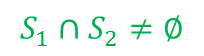 S₁ ∩ S₂ ≠ ∅